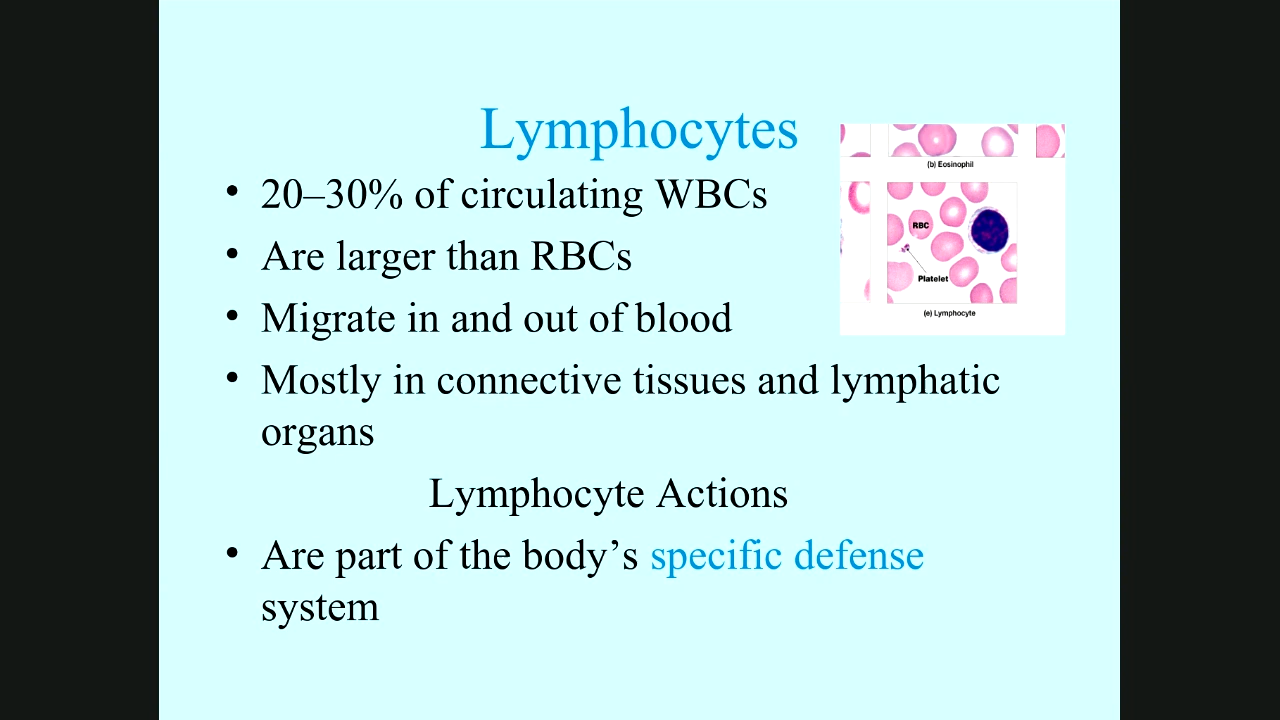 Lymphocytes
• 20–30% of circulating WBCs
• Are larger than RBCs
• Migrate in and out of blood
• Mostly in connective tissues and lymphatic
organs
Lymphocyte Actions
• Are part of the body’s specific defense
system
(b) Eosinophil
RBC
Platelet
(e) Lymphocyte